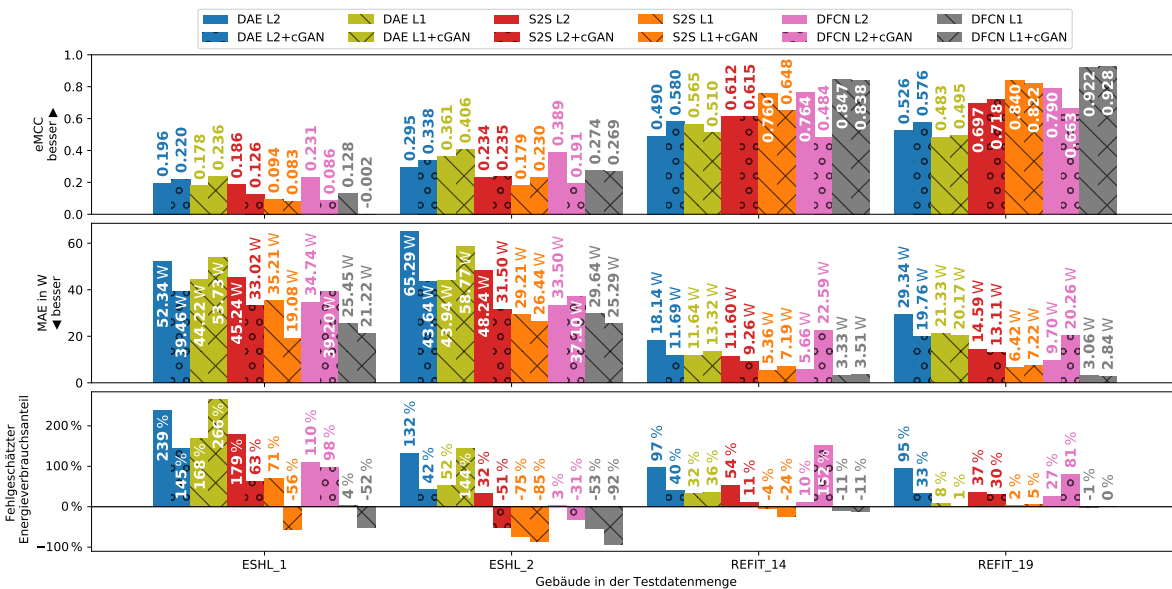 DAE L2 DAE L1 S2S L2 S2S L1 DFCN L2 DFCN L1
DAE L2+cGAN DAE L1+cGAN S2S L2+cGAN S2S L1+cGAN DFCN L2+cGAN DFCN L1+cGAN
eMCC
besser ▶
1.0
0.8
0.6
0.4
0.2
0.0
0.196 0.220 0.178 0.236 0.186 0.126 0.094 0.083 0.231 0.086 0.128 -0.002
0.295 0.338 0.361 0.406 0.234 0.235 0.179 0.230 0.389 0.191 0.274 0.269
0.490 0.580 0.565 0.510 0.612 0.615 0.760 0.648 0.764 0.484 0.847 0.838
0.526 0.576 0.483 0.495 0.697 0.718 0.840 0.822 0.790 0.663 0.922 0.928
MAE in W
◀ besser
60
40
20
0
52.34 W 39.46 W 44.22 W 53.73 W 45.24 W 33.02 W 35.21 W 19.08 W 34.74 W 39.20 W 25.45 W 21.22 W
65.29 W 43.64 W 43.94 W 58.77 W 48.24 W 31.50 W 29.21 W 26.44 W 33.50 W 37.10 W 29.64 W 25.29 W
18.14 W 11.69 W 11.64 W 13.32 W 11.60 W 9.26 W 5.36 W 7.19 W 5.66 W 22.59 W 3.33 W 3.51 W
29.34 W 19.76 W 21.33 W 20.17 W 14.59 W 13.11 W 6.42 W 7.22 W 9.70 W 20.26 W 3.06 W 2.84 W
Fehlgeschätzter
Energieverbrauchsanteil
200 %
100 %
0 %
−100 %
239 % 145 % 168 % 266 % 179 % 63 % 71 % -56 % 110 % 98 % 4 % -52 %
132 % 42 % 52 % 142 % 32 % -51 % -75 % -85 % 3 % -31 % -53 % -92 %
97 % 40 % 32 % 36 % 54 % 11 % -4 % -24 % 10 % 152 % -11 % -11 %
95 % 33 % 8 % 1 % 37 % 30 % 2 % 5 % 27 % 81 % 1 % 0 %
ESHL_1 ESHL_2 REFIT_14 REFIT_19
Gebäude in der Testdatenmenge